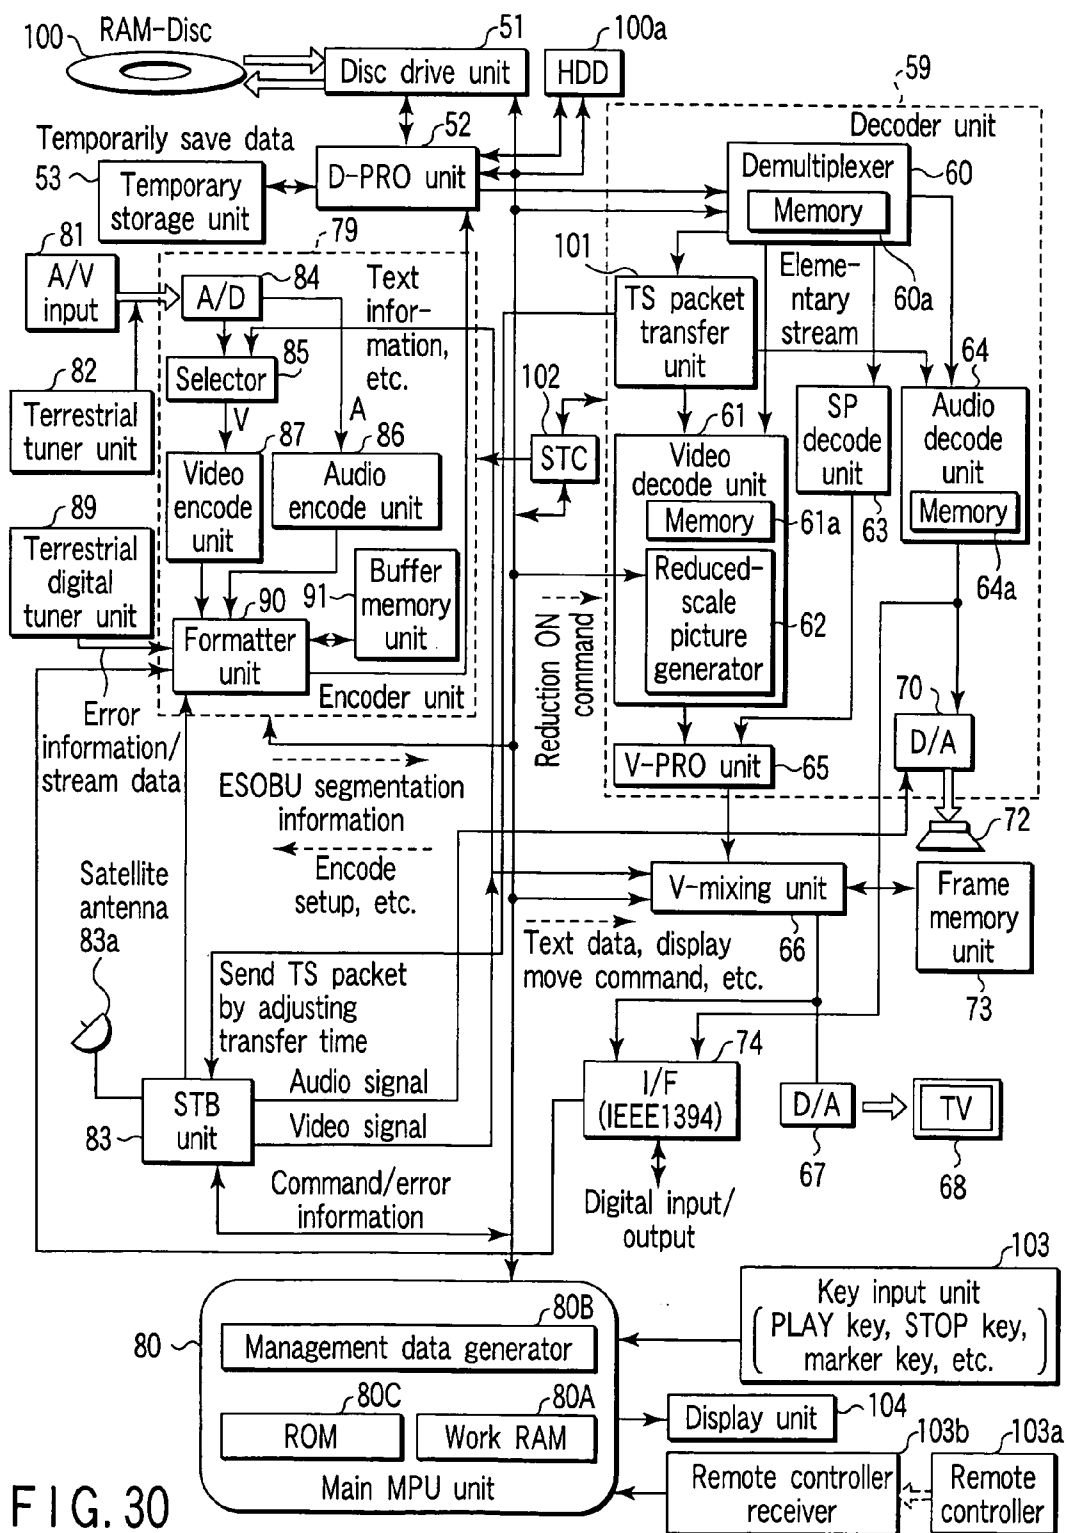 RAM-Disc
100
51
Disc drive unit
100a
HDD
59
Decoder unit
Temporarily save data
52
D-PRO unit
53
Temporary
storage unit
Demultiplexer
60
Memory
60a
81
A/V
input
79
A/D
84
Text
infor-
mation,
etc.
101
TS packet
transfer
unit
Eleme-
ntary
stream
85
Selector
82
Terrestrial
tuner unit
V
A
102
STC
64
Audio
decode
unit
Memory
64a
SP
decode
unit
63
87
Video
encode
unit
86
Audio
encode unit
61
Video
decode unit
Memory
61a
89
Terrestrial
digital
tuner unit
91
Buffer
memory
unit
Reduced-
scale
picture
generator
62
90
Formatter
unit
Encoder unit
Reduction ON
command
Error
information/
stream data
70
D/A
72
V-PRO unit
65
ESOBU segmentation
information
Encode
setup, etc.
Satellite
antenna
83a
V-mixing unit
66
Frame
memory
unit
73
Text data, display
move command, etc.
Send TS packet
by adjusting
transfer time
74
I/F
(IEEE1394)
STB
unit
83
Audio signal
Video signal
D/A
67
TV
68
Command/error
information
Digital input/
output
103
Key input unit
PLAY key, STOP key,
marker key, etc.
80
80B
Management data generator
80C
ROM
80A
Work RAM
Main MPU unit
Display unit
104
103b
Remote controller
receiver
103a
Remote
controller
FIG. 30